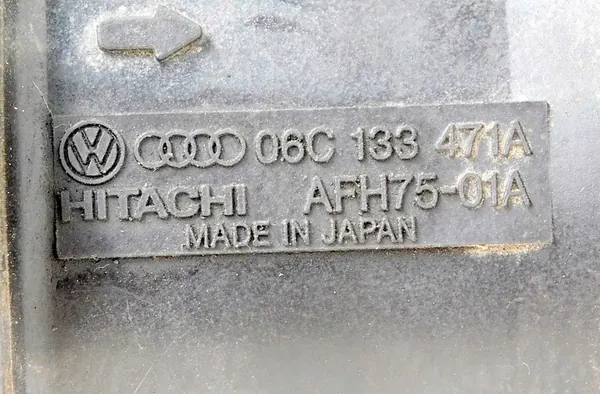 06C 133 471A
HITACHI AFH75-01A
MADE IN JAPAN